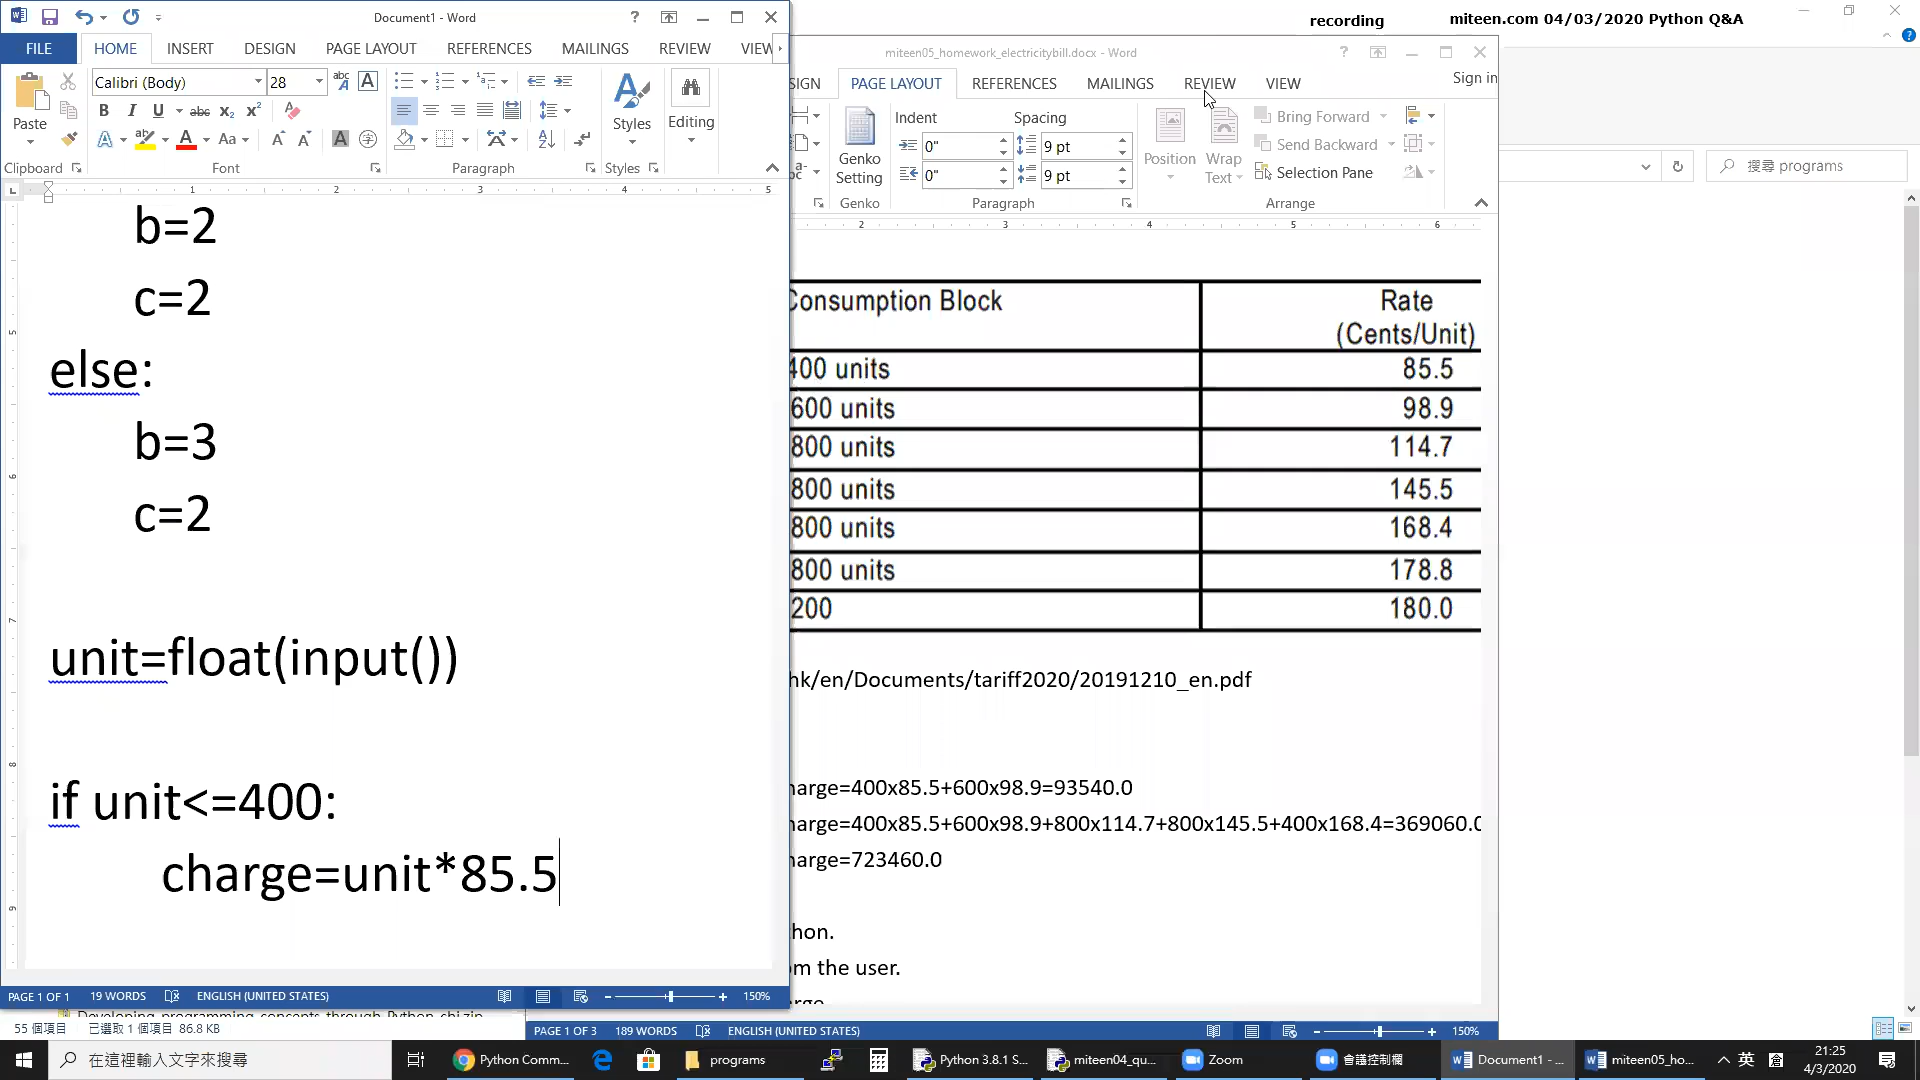 recording
miteen.com 04/03/2020 Python Q&A
Document1 - Word
FILE
HOME
INSERT
DESIGN
PAGE LAYOUT
REFERENCES
MAILINGS
REVIEW
VIEW
Calibri (Body)
28
Paste
Styles
Editing
Clipboard
Font
Paragraph
Styles
b=2
c=2
else:
b=3
c=2
unit=float(input())
if unit<=400:
charge=unit*85.5
PAGE 1 OF 1
19 WORDS
ENGLISH (UNITED STATES)
150%
miteen05_homework_electricitybill.docx - Word
SIGN
PAGE LAYOUT
REFERENCES
MAILINGS
REVIEW
VIEW
Sign in
Genko
Setting
Genko
Indent
Spacing
0"
9 pt
0"
9 pt
Paragraph
Position
Wrap
Text
Bring Forward
Send Backward
Selection Pane
Arrange
Consumption Block
Rate
(Cents/Unit)
400 units
85.5
600 units
98.9
800 units
114.7
800 units
145.5
800 units
168.4
800 units
178.8
200
180.0
hk/en/Documents/tariff2020/20191210_en.pdf
harge=400x85.5+600x98.9=93540.0
harge=400x85.5+600x98.9+800x114.7+800x145.5+400x168.4=369060.0
harge=723460.0
hon.
om the user.
PAGE 1 OF 3
189 WORDS
ENGLISH (UNITED STATES)
150%
搜尋 programs
Developing programming concepts through Python chi.zip
55 個項目
已選取 1 個項目 86.8 KB
在這裡輸入文字來搜尋
Python Comm...
programs
Python 3.8.1 S...
miteen04_qu...
Zoom
會議控制欄
Document1 - ...
miteen05_ho...
英
21:25
4/3/2020